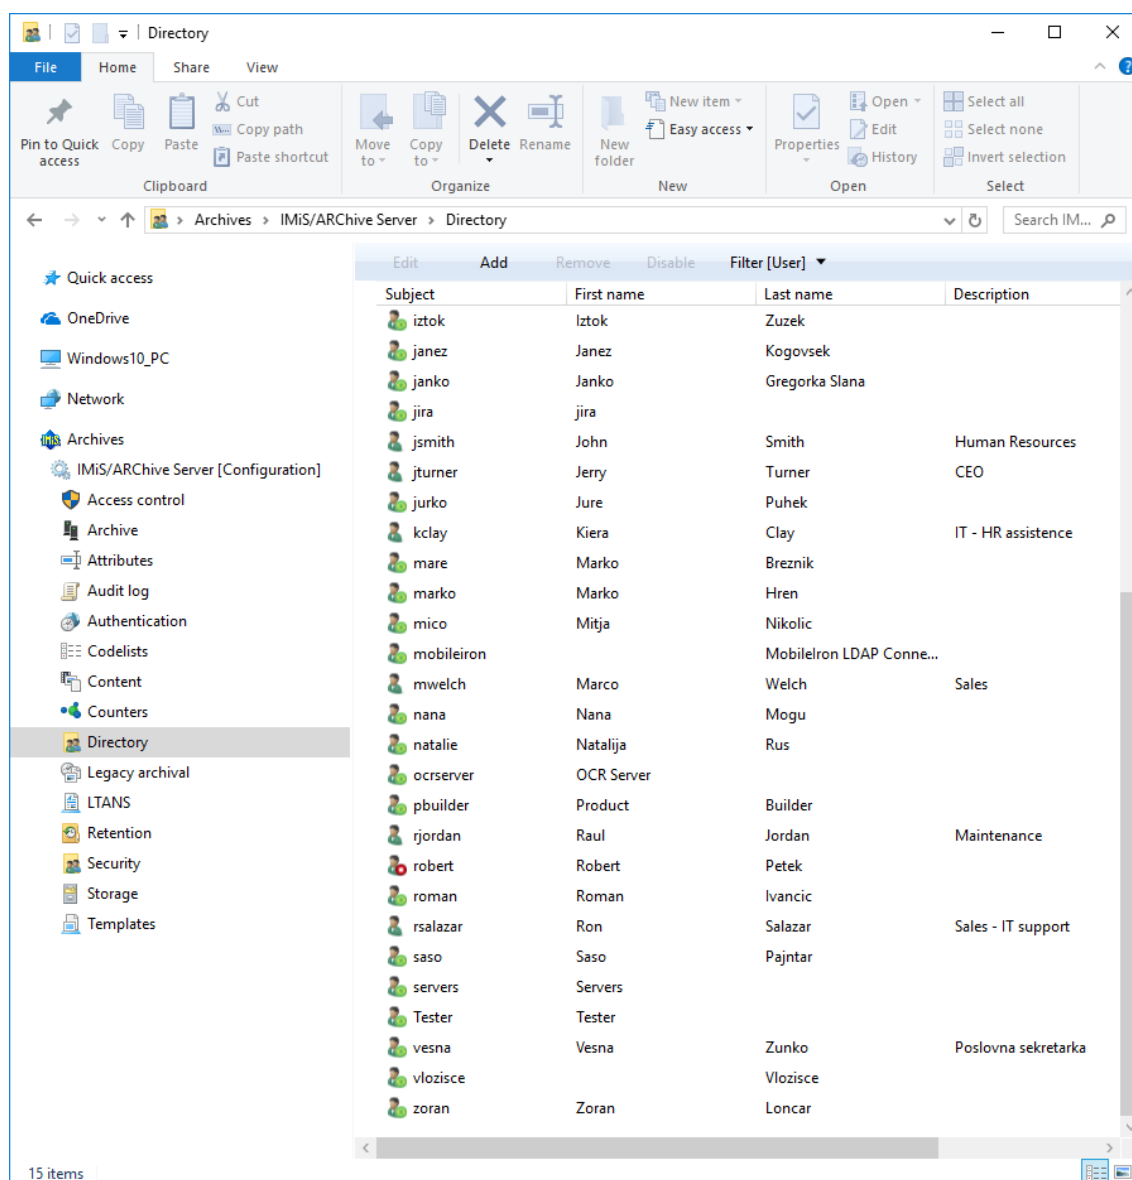 Directory
File Home Share View
Pin to Quick access
Copy
Paste
Cut
Copy path
Paste shortcut
Clipboard
Move to
Copy to
Delete
Rename
Organize
New folder
New item
Easy access
New
Properties
Open
Edit
History
Open
Select all
Select none
Invert selection
Select
Archives > IMiS/ARChive Server > Directory
Search IM...
Quick access
OneDrive
Windows10_PC
Network
Archives
IMiS/ARChive Server [Configuration]
Access control
Archive
Attributes
Audit log
Authentication
Codelists
Content
Counters
Directory
Legacy archival
LTANS
Retention
Security
Storage
Templates
Edit Add Remove Disable Filter [User]
Subject First name Last name Description
iztok Iztok Zuzek
janez Janez Kogovsek
janko Janko Gregorka Slana
jira jira
jsmith John Smith Human Resources
jturner Jerry Turner CEO
jurko Jure Puhek
kclay Kiera Clay IT - HR assistence
mare Marko Breznik
marko Marko Hren
mico Mitja Nikolic
mobileiron MobileIron LDAP Conne...
mwelch Marco Welch Sales
nana Nana Mogu
natalie Natalija Rus
ocrserver OCR Server
pbuilder Product Builder
rjordan Raul Jordan Maintenance
robert Robert Petek
roman Roman Ivancic
rsalazar Ron Salazar Sales - IT support
saso Saso Pajntar
servers Servers
Tester Tester
vesna Vesna Zunko Poslovna sekretarka
vlozisce Vlozisce
zoran Zoran Loncar
15 items